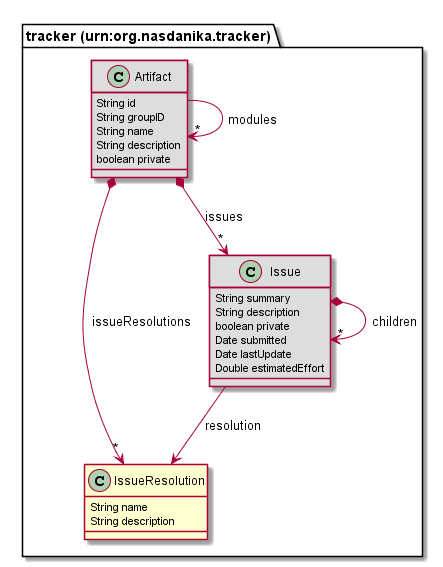 tracker (urn:org.nasdanika.tracker)
C Artifact
String id
String groupID
String name
String description
boolean private
* modules
issues
*
C Issue
String summary
String description
boolean private
Date submitted
Date lastUpdate
Double estimatedEffort
* children
issueResolutions
resolution
*
C IssueResolution
String name
String description